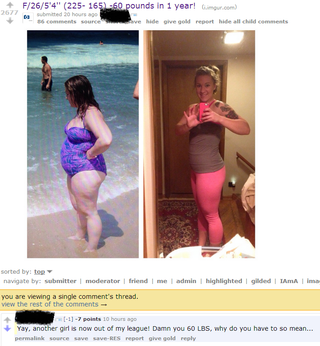 F/26/5'4" (225- 165) -60 pounds in 1 year! (i.imgur.com)
2677
submitted 20 hours ago
86 comments source save hide give gold report hide all child comments
sorted by: top
navigate by: submitter | moderator | friend | me | admin | highlighted | gilded | IAmA | ima
you are viewing a single comment's thread.
view the rest of the comments →
[-1] -7 points 10 hours ago
Yay, another girl is now out of my league! Damn you 60 LBS, why do you have to so mean...
permalink source save save-RES report give gold reply